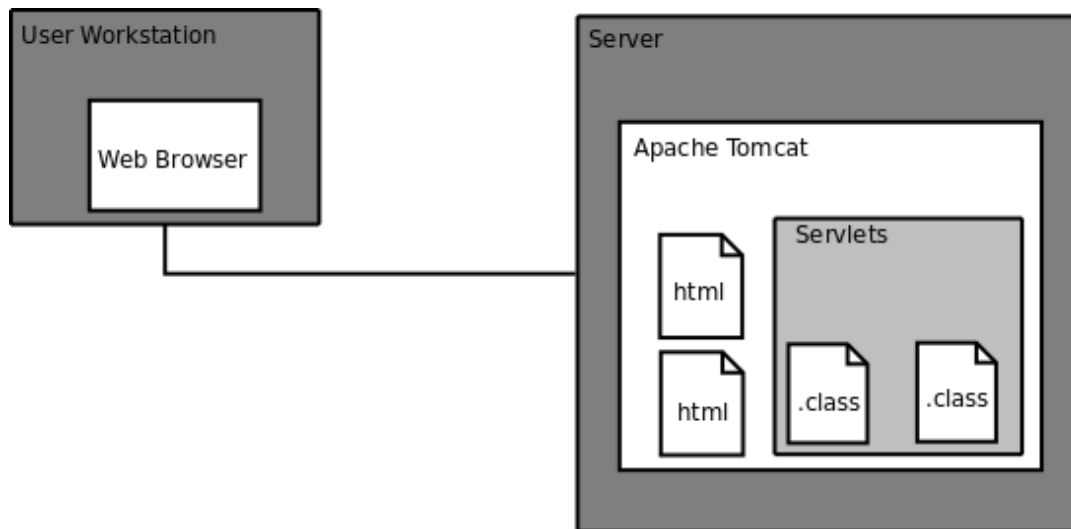 User Workstation
Web Browser
Server
Apache Tomcat
Servlets
html
html
.class
.class